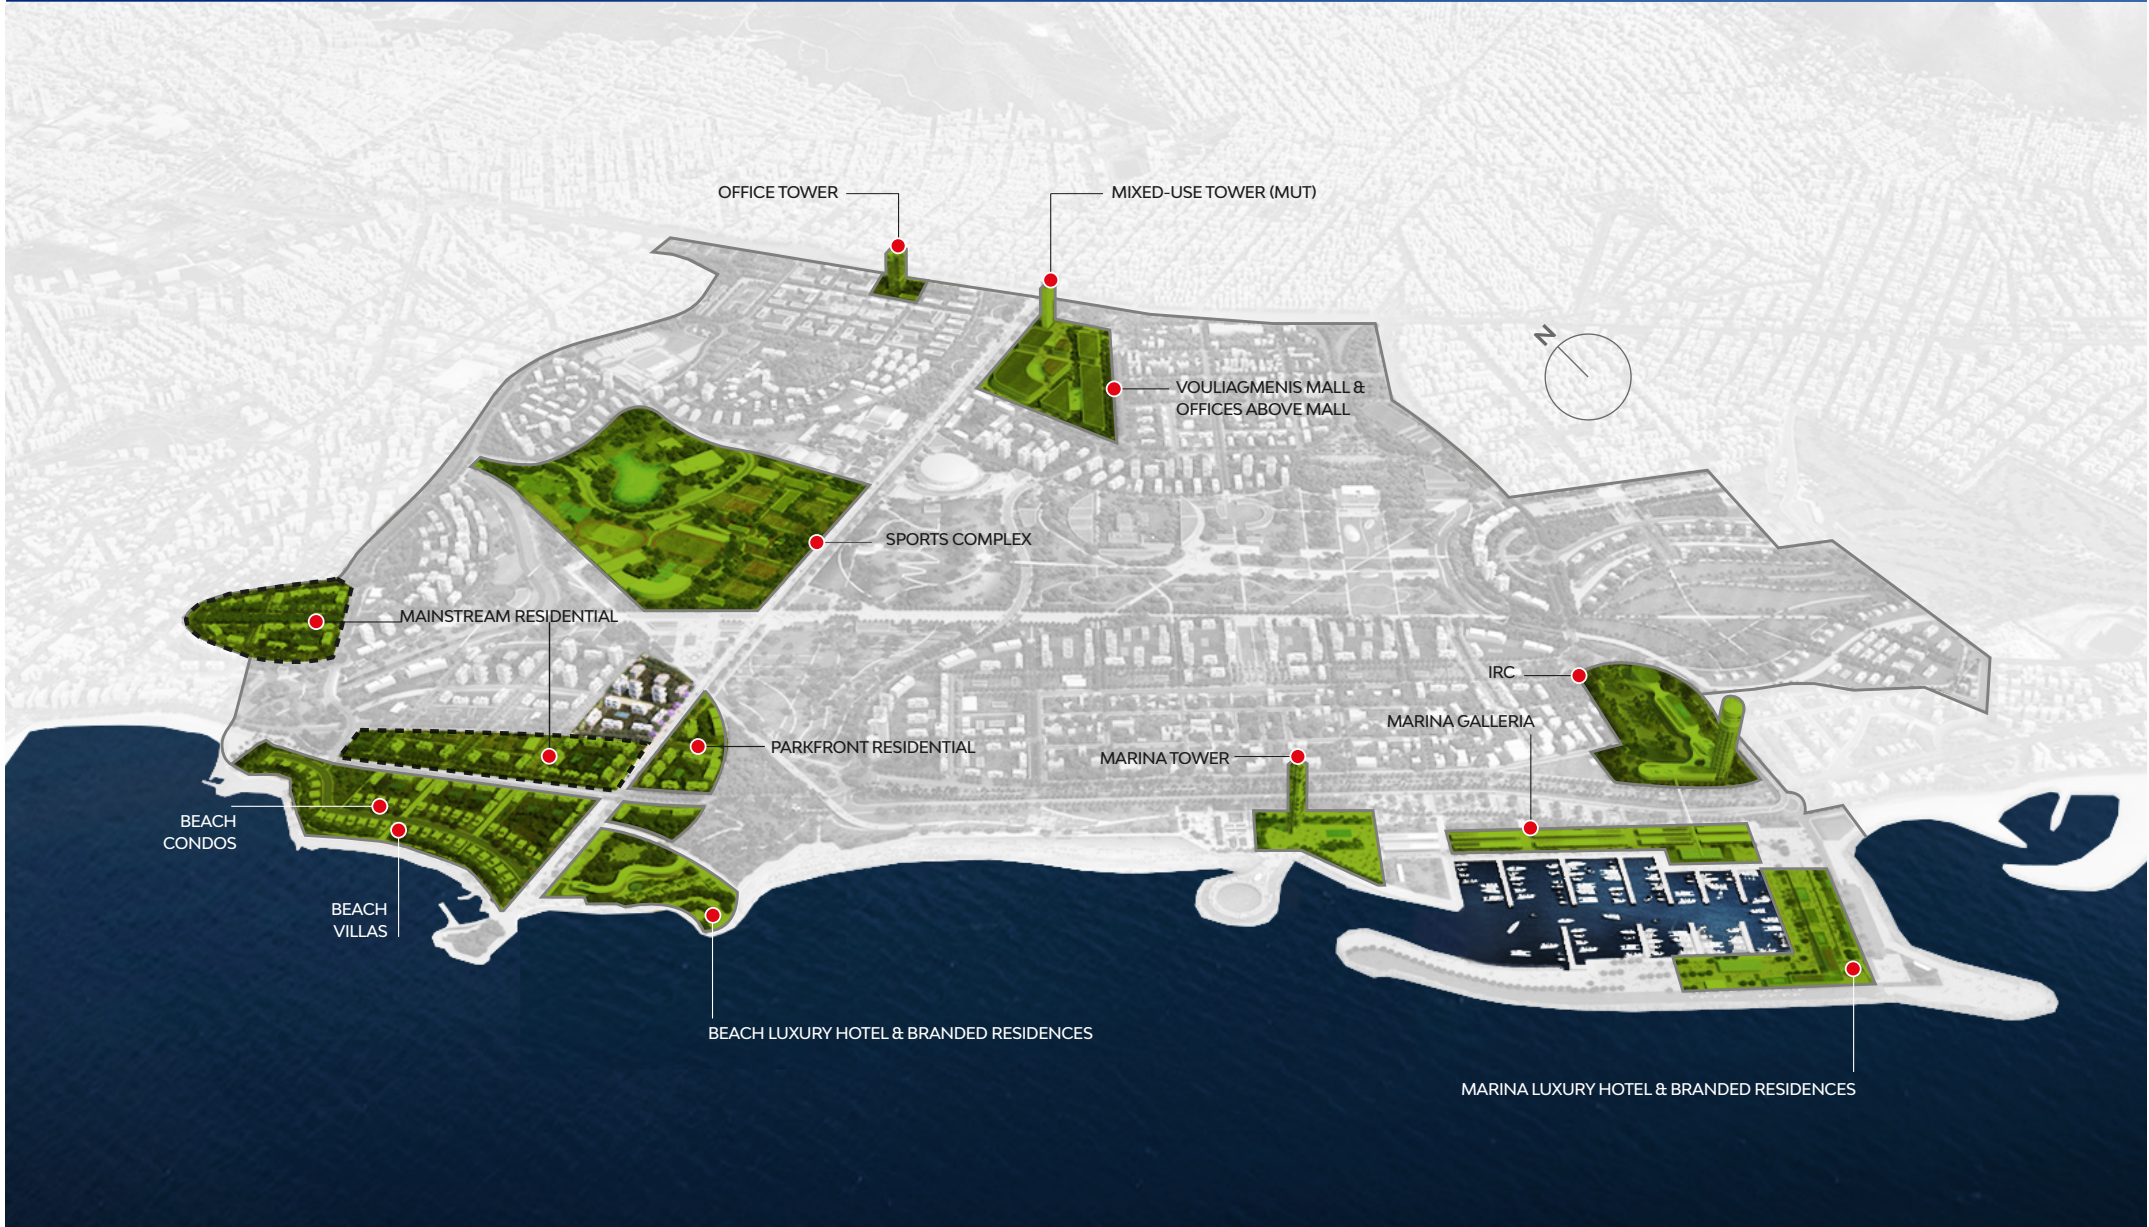 OFFICE TOWER
MIXED-USE TOWER (MUT)
N
VOULIAGMENIS MALL &
OFFICES ABOVE MALL
SPORTS COMPLEX
MAINSTREAM RESIDENTIAL
IRC
MARINA GALLERIA
PARKFRONT RESIDENTIAL
MARINA TOWER
BEACH
CONDOS
BEACH
VILLAS
BEACH LUXURY HOTEL & BRANDED RESIDENCES
MARINA LUXURY HOTEL & BRANDED RESIDENCES